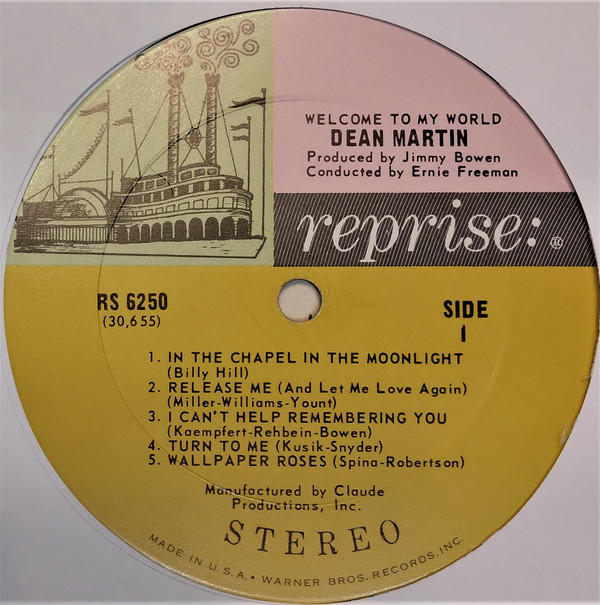 WELCOME TO MY WORLD
DEAN MARTIN
Produced by Jimmy Bowen
Conducted by Ernie Freeman
reprise: ®
RS 6250
(30,655)
SIDE
1
1. IN THE CHAPEL IN THE MOONLIGHT
(Billy Hill)
2. RELEASE ME (And Let Me Love Again)
(Miller-Williams-Yount)
3. I CAN'T HELP REMEMBERING YOU
(Kaempfert-Rehbein-Bowen)
4. TURN TO ME (Kusik-Snyder)
5. WALLPAPER ROSES (Spina-Robertson)
Manufactured by Claude
Productions, Inc.
STEREO
MADE IN U.S.A. • WARNER BROS. RECORDS, INC.